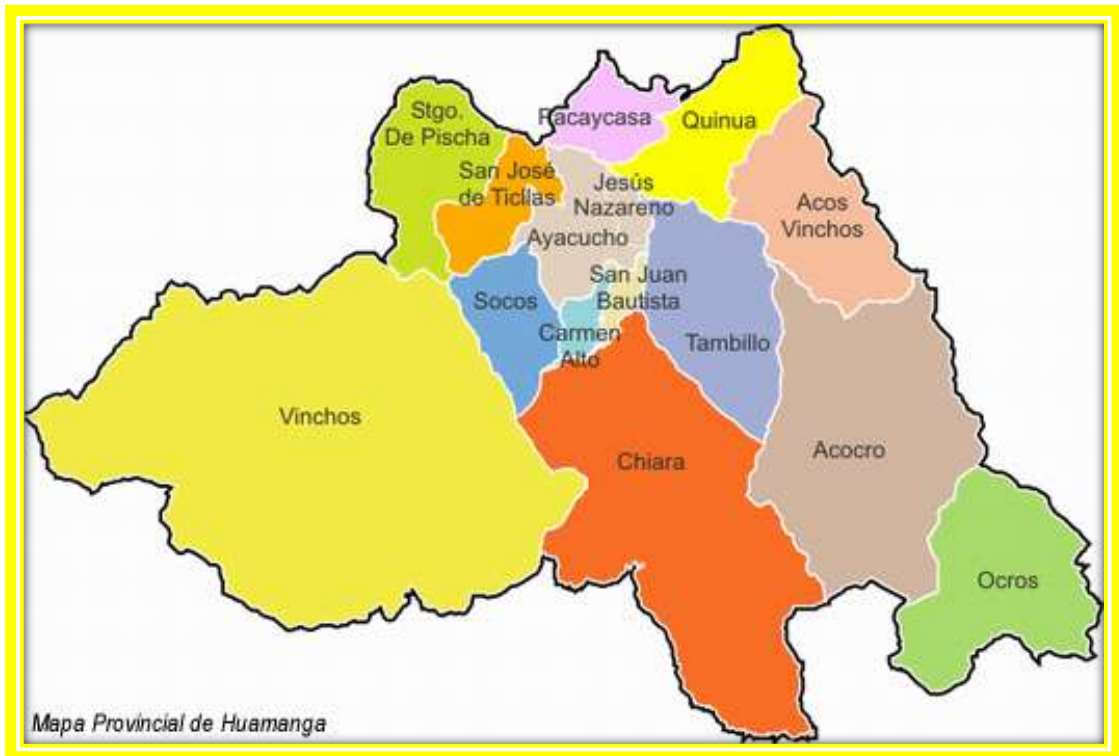 Stgo.
De Pischa
Pacaycasa
Quinua
San José
de Ticllas
Jesús
Nazareno
Acos
Vinchos
Ayacucho
San Juan
Bautista
Socos
Carmen
Alto
Tambillo
Vinchos
Chiara
Acocro
Ocros
Mapa Provincial de Huamanga